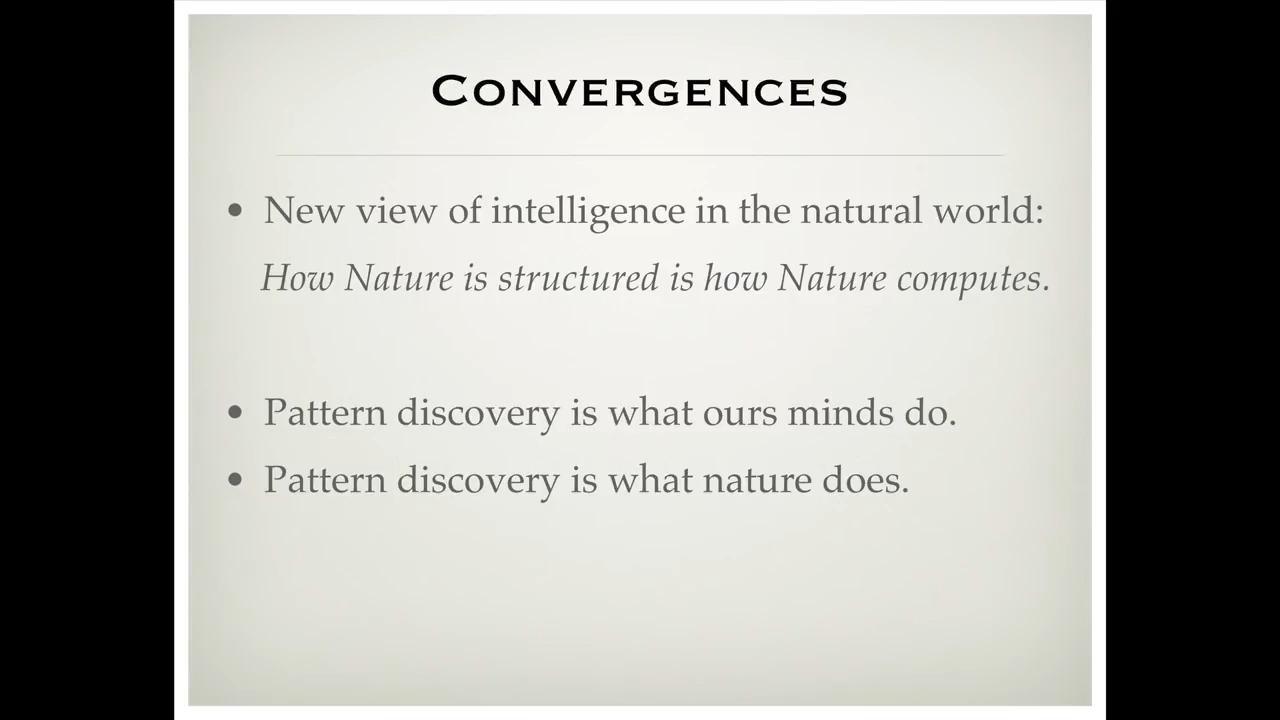 Convergences
• New view of intelligence in the natural world:
How Nature is structured is how Nature computes.
• Pattern discovery is what ours minds do.
• Pattern discovery is what nature does.